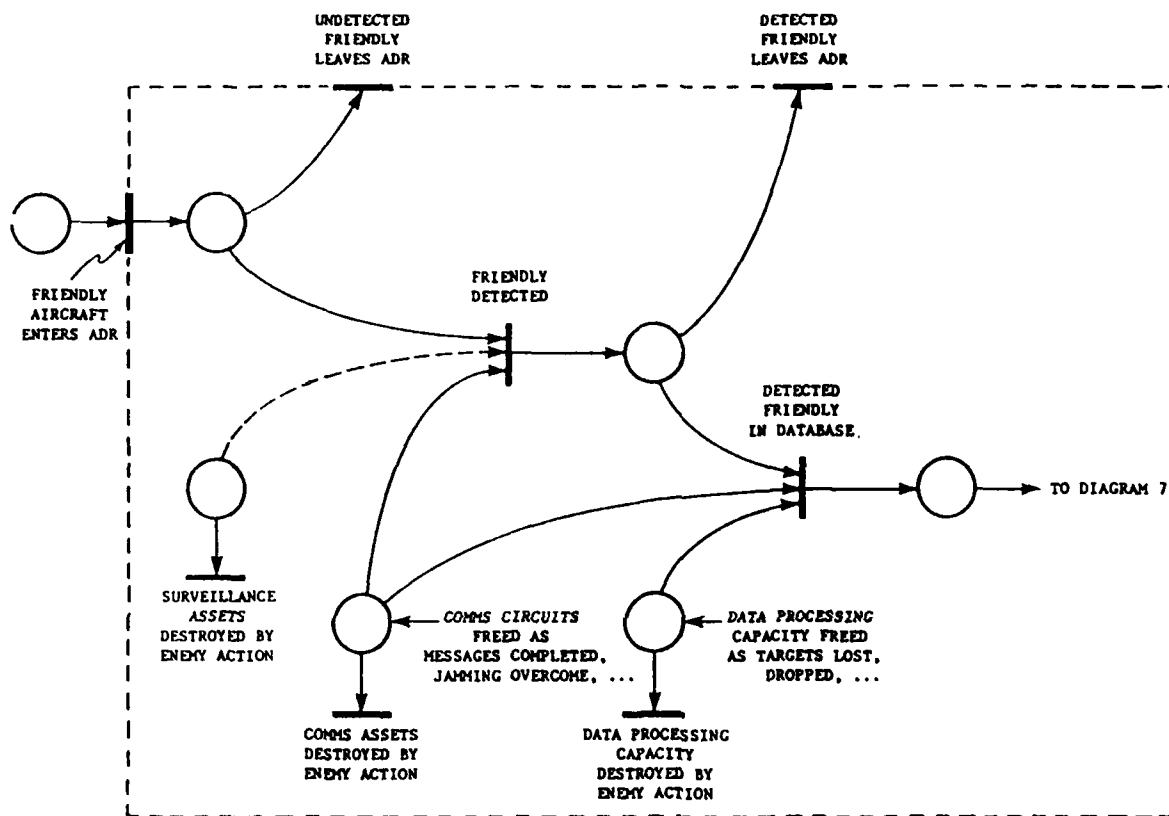 UNDETECTED
FRIENDLY
LEAVES ADR
DETECTED
FRIENDLY
LEAVES ADR
FRIENDLY
AIRCRAFT
ENTERS ADR
FRIENDLY
DETECTED
DETECTED
FRIENDLY
IN DATABASE.
TO DIAGRAM 7
SURVEILLANCE
ASSETS
DESTROYED BY
ENEMY ACTION
COMMS CIRCUITS
FREED AS
MESSAGES COMPLETED,
JAMMING OVERCOME, ...
DATA PROCESSING
CAPACITY FREED
AS TARGETS LOST,
DROPPED, ...
COMMS ASSETS
DESTROYED BY
ENEMY ACTION
DATA PROCESSING
CAPACITY
DESTROYED BY
ENEMY ACTION